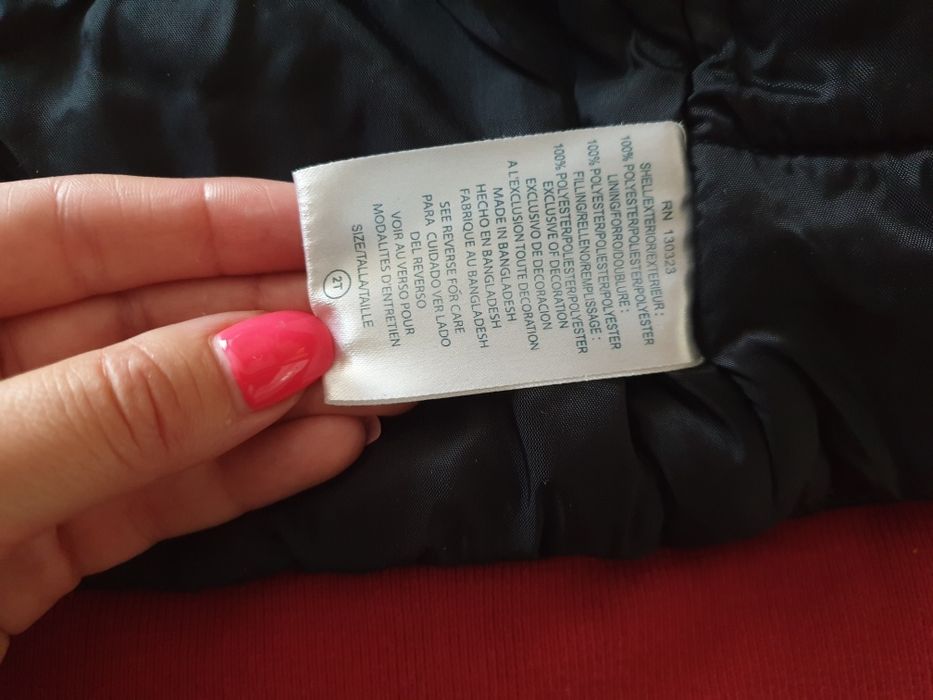 RN 130323
SHELL/EXTERIOR/EXTERIEUR :
100% POLYESTER/POLIESTER/POLYESTER
LINING/FORRO/DOUBLURE :
100% POLYESTER/POLIESTER/POLYESTER
FILLING/RELLENO/REMPLISSAGE :
100% POLYESTER/POLIESTER/POLYESTER
EXCLUSIVE OF DECORATION
EXCLUSIVO DE DECORACION
A L'EXCLUSION TOUTE DECORATION
MADE IN BANGLADESH
HECHO EN BANGLADESH
FABRIQUE AU BANGLADESH
SEE REVERSE FOR CARE
PARA CUIDADO VER LADO
DEL REVERSO
VOIR AU VERSO POUR
MODALITES D'ENTRETIEN
SIZE/TALLA/TAILLE
2T